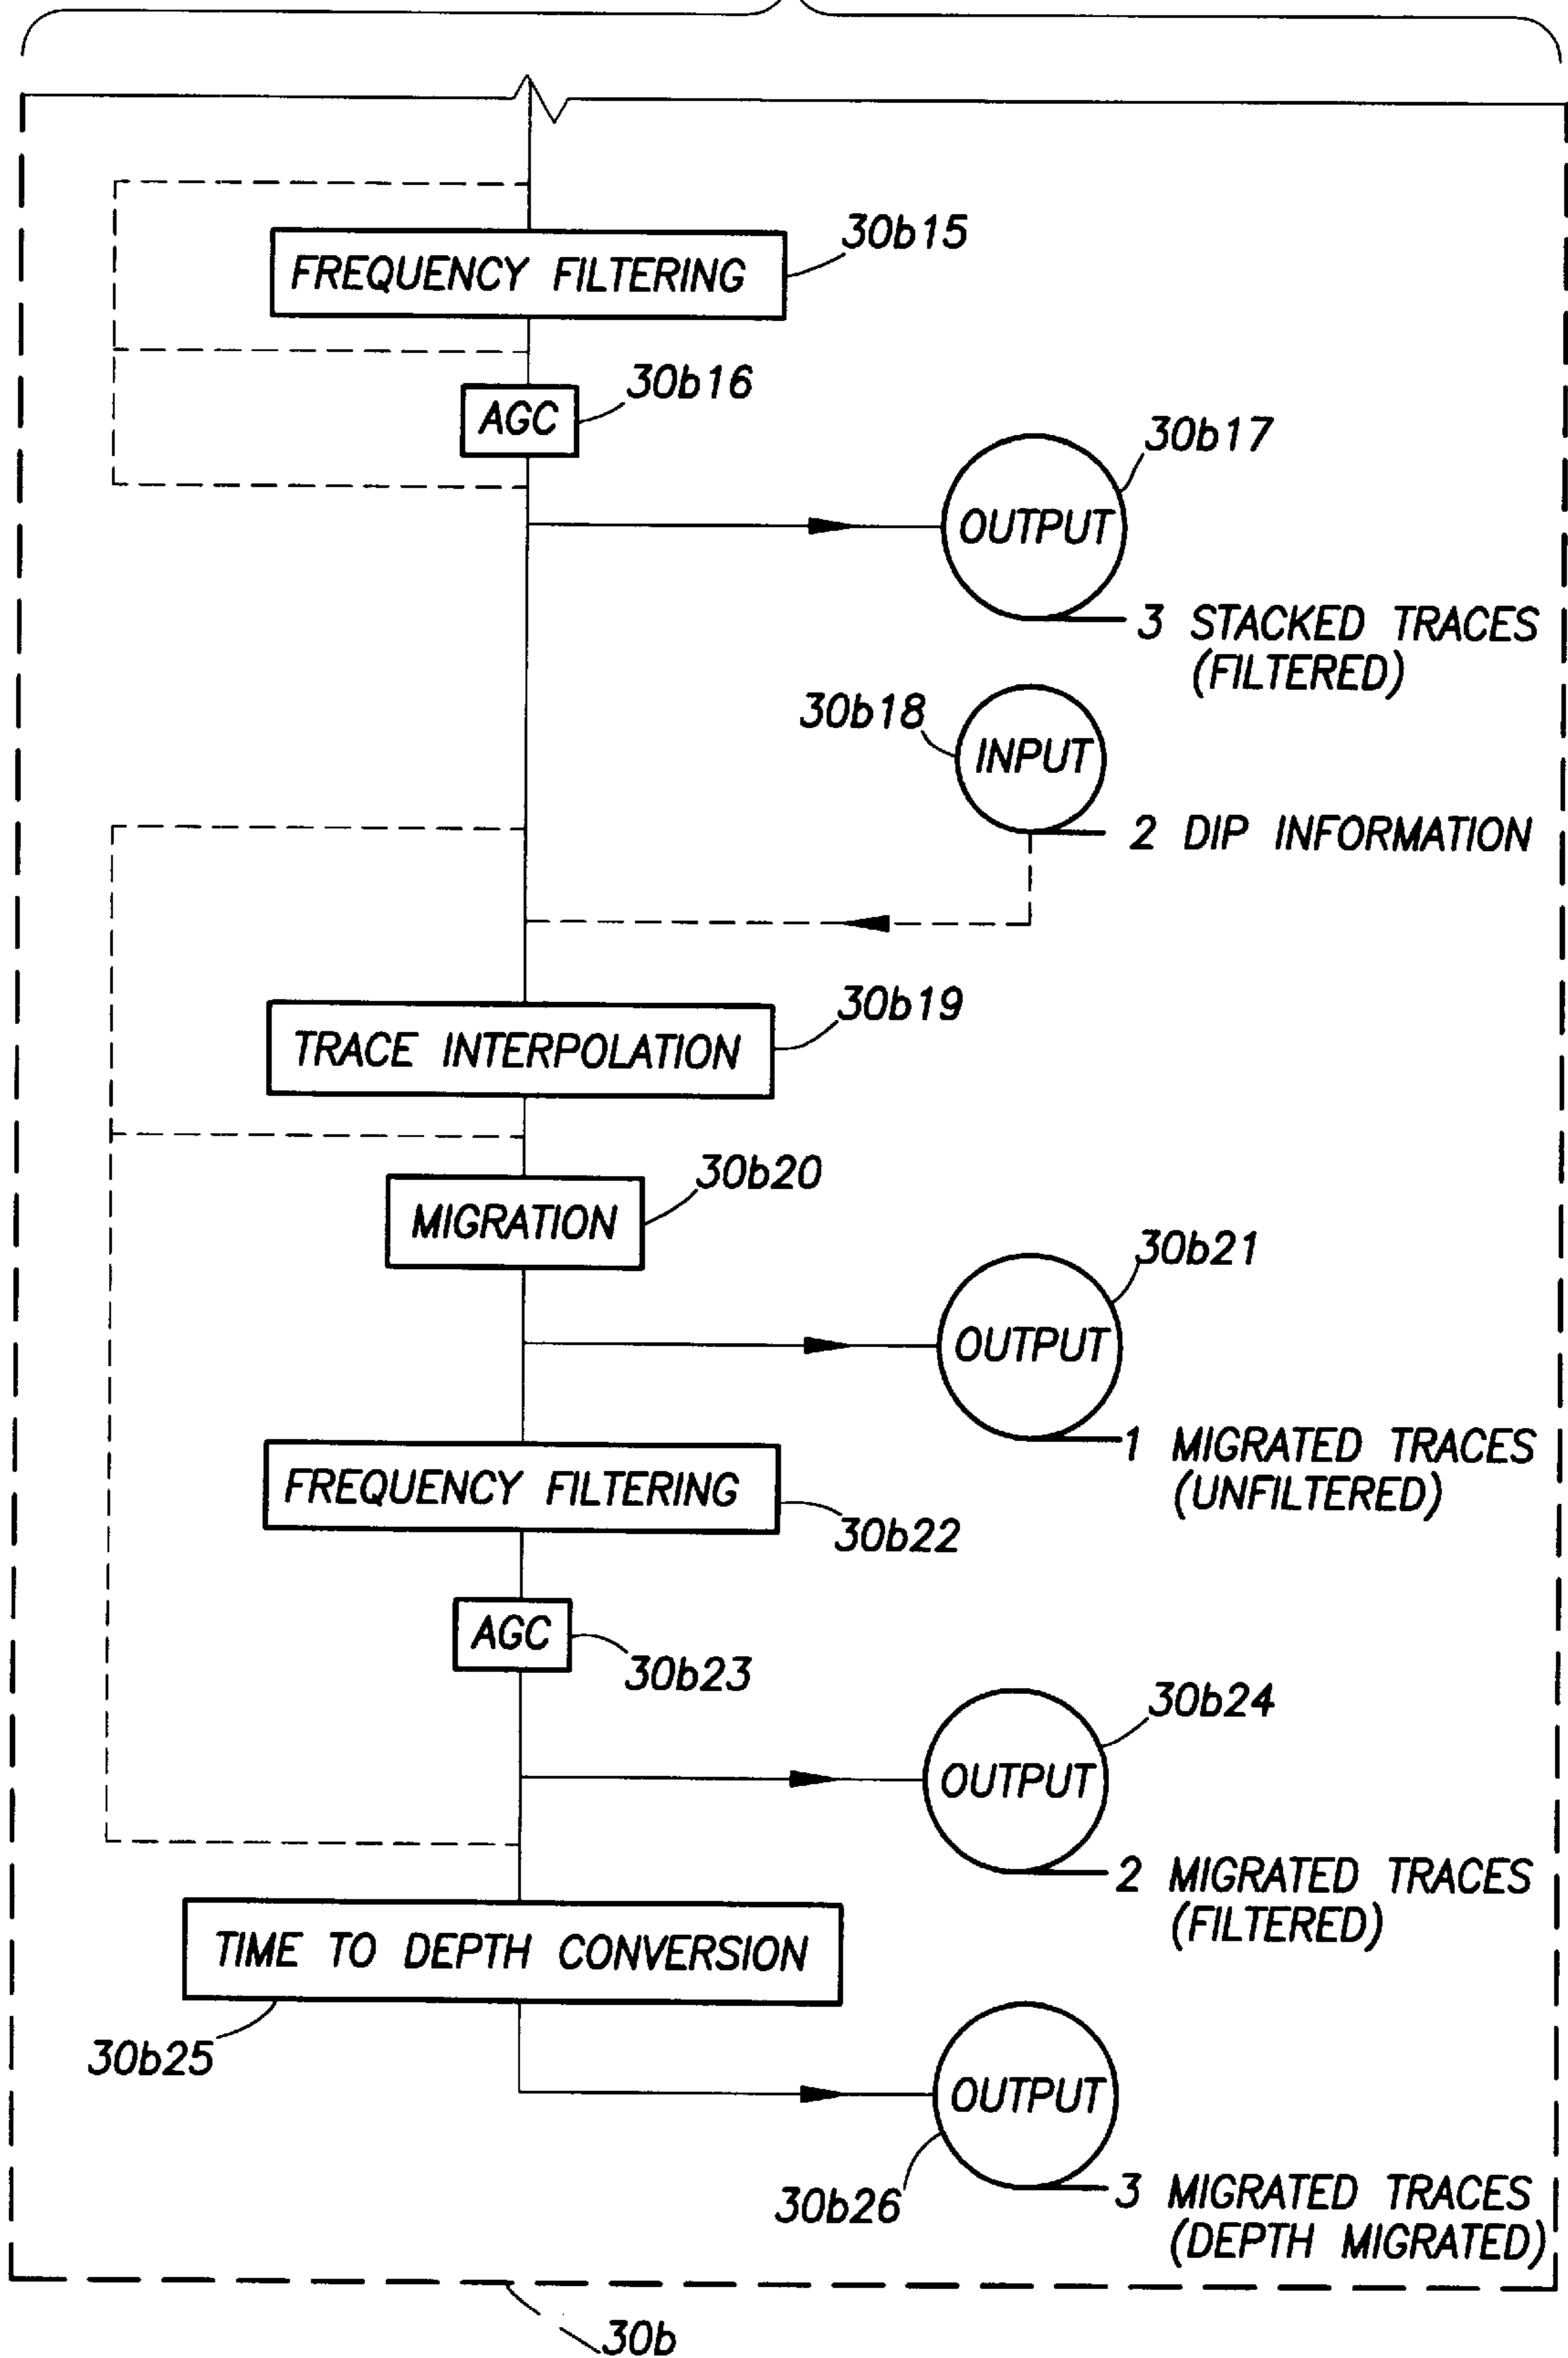 30b15
FREQUENCY FILTERING
30b16
AGC
30b17
OUTPUT
3 STACKED TRACES
(FILTERED)
30b18
INPUT
2 DIP INFORMATION
30b19
TRACE INTERPOLATION
30b20
MIGRATION
30b21
OUTPUT
1 MIGRATED TRACES
(UNFILTERED)
FREQUENCY FILTERING
30b22
AGC
30b23
30b24
OUTPUT
2 MIGRATED TRACES
(FILTERED)
TIME TO DEPTH CONVERSION
30b25
OUTPUT
30b26
3 MIGRATED TRACES
(DEPTH MIGRATED)
30b